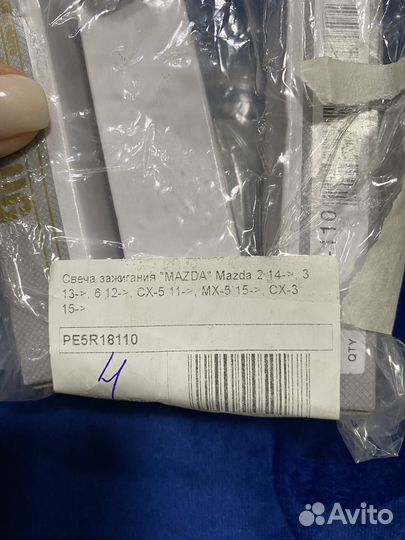 Свеча зажигания "MAZDA" Mazda 2 14->, 3
13->, 6 12->, CX-5 11->, MX-5 15->, CX-3
15->
PE5R18110
4
-110
QTY
Avito